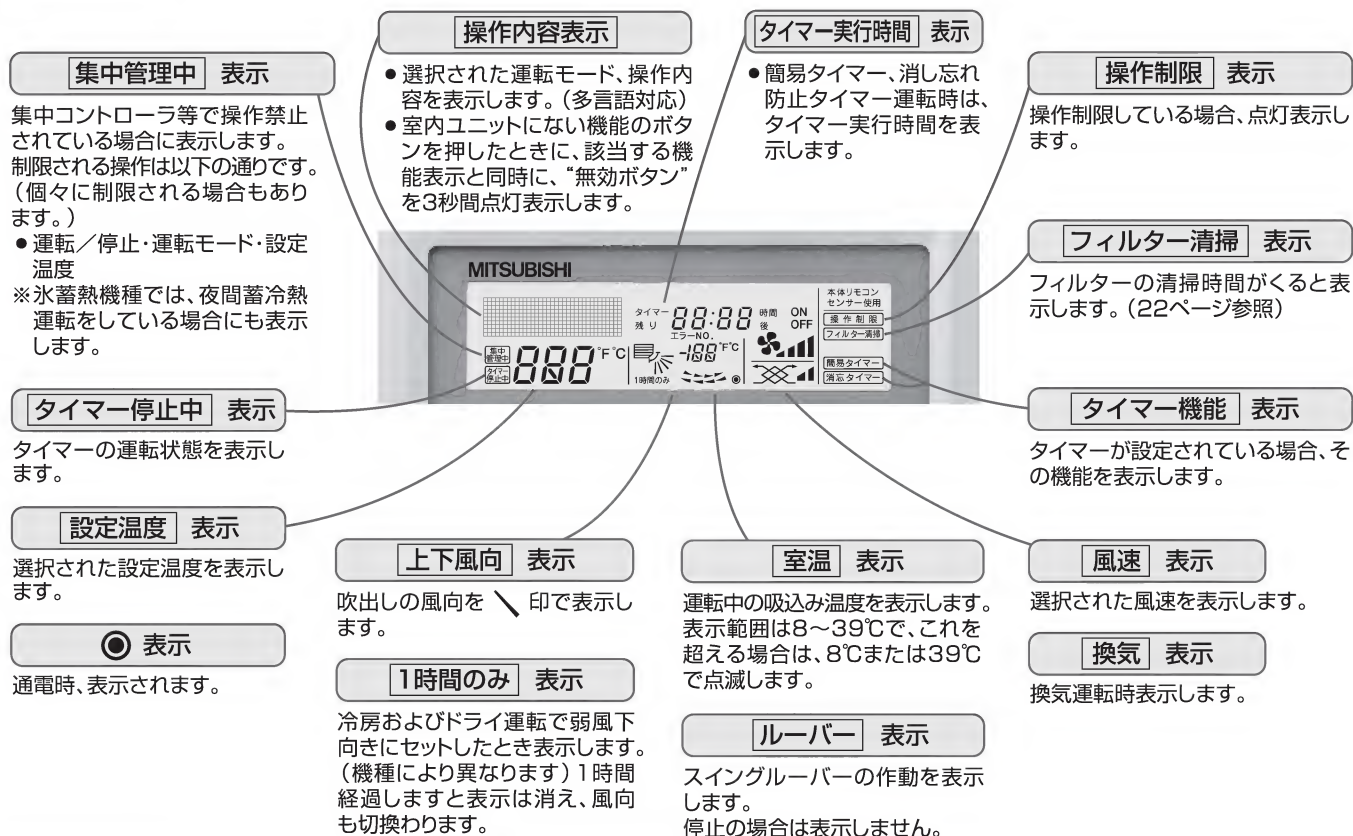 集中管理中 表示
集中コントローラ等で操作禁止
されている場合に表示します。
制限される操作は以下の通りです。
(個々に制限される場合もあり
ます。)
●運転/停止・運転モード・設定
温度
※氷蓄熱機種では、夜間蓄冷熱
運転をしている場合にも表示
します。
タイマー停止中 表示
タイマーの運転状態を表示し
ます。
設定温度 表示
選択された設定温度を表示し
ます。
◉ 表示
通電時、表示されます。
操作内容表示
●選択された運転モード、操作内
容を表示します。(多言語対応)
●室内ユニットにない機能のボタ
ンを押したときに、該当する機
能表示と同時に、“無効ボタン”
を3秒間点灯表示します。
タイマー実行時間 表示
●簡易タイマー、消し忘れ
防止タイマー運転時は、
タイマー実行時間を表
示します。
操作制限 表示
操作制限している場合、点灯表示し
ます。
フィルター清掃 表示
フィルターの清掃時間がくると表
示します。(22ページ参照)
タイマー機能 表示
タイマーが設定されている場合、そ
の機能を表示します。
MITSUBISHI
タイマー
残り
88:88
時間
後
ON
OFF
エラーNO.
集中
管理中
タイマー
停止中
888
°F°C
1時間のみ
-188
°F°C
本体リモコン
センサー使用
操作制限
フィルター清掃
簡易タイマー
消忘タイマー
上下風向 表示
吹出しの風向を \ 印で表示し
ます。
1時間のみ 表示
冷房およびドライ運転で弱風下
向きにセットしたとき表示します。
(機種により異なります)1時間
経過しますと表示は消え、風向
も切換わります。
室温 表示
運転中の吸込み温度を表示します。
表示範囲は8~39℃で、これを
超える場合は、8℃または39℃
で点滅します。
ルーバー 表示
スイングルーバーの作動を表示
します。
停止の場合は表示しません。
風速 表示
選択された風速を表示します。
換気 表示
換気運転時表示します。